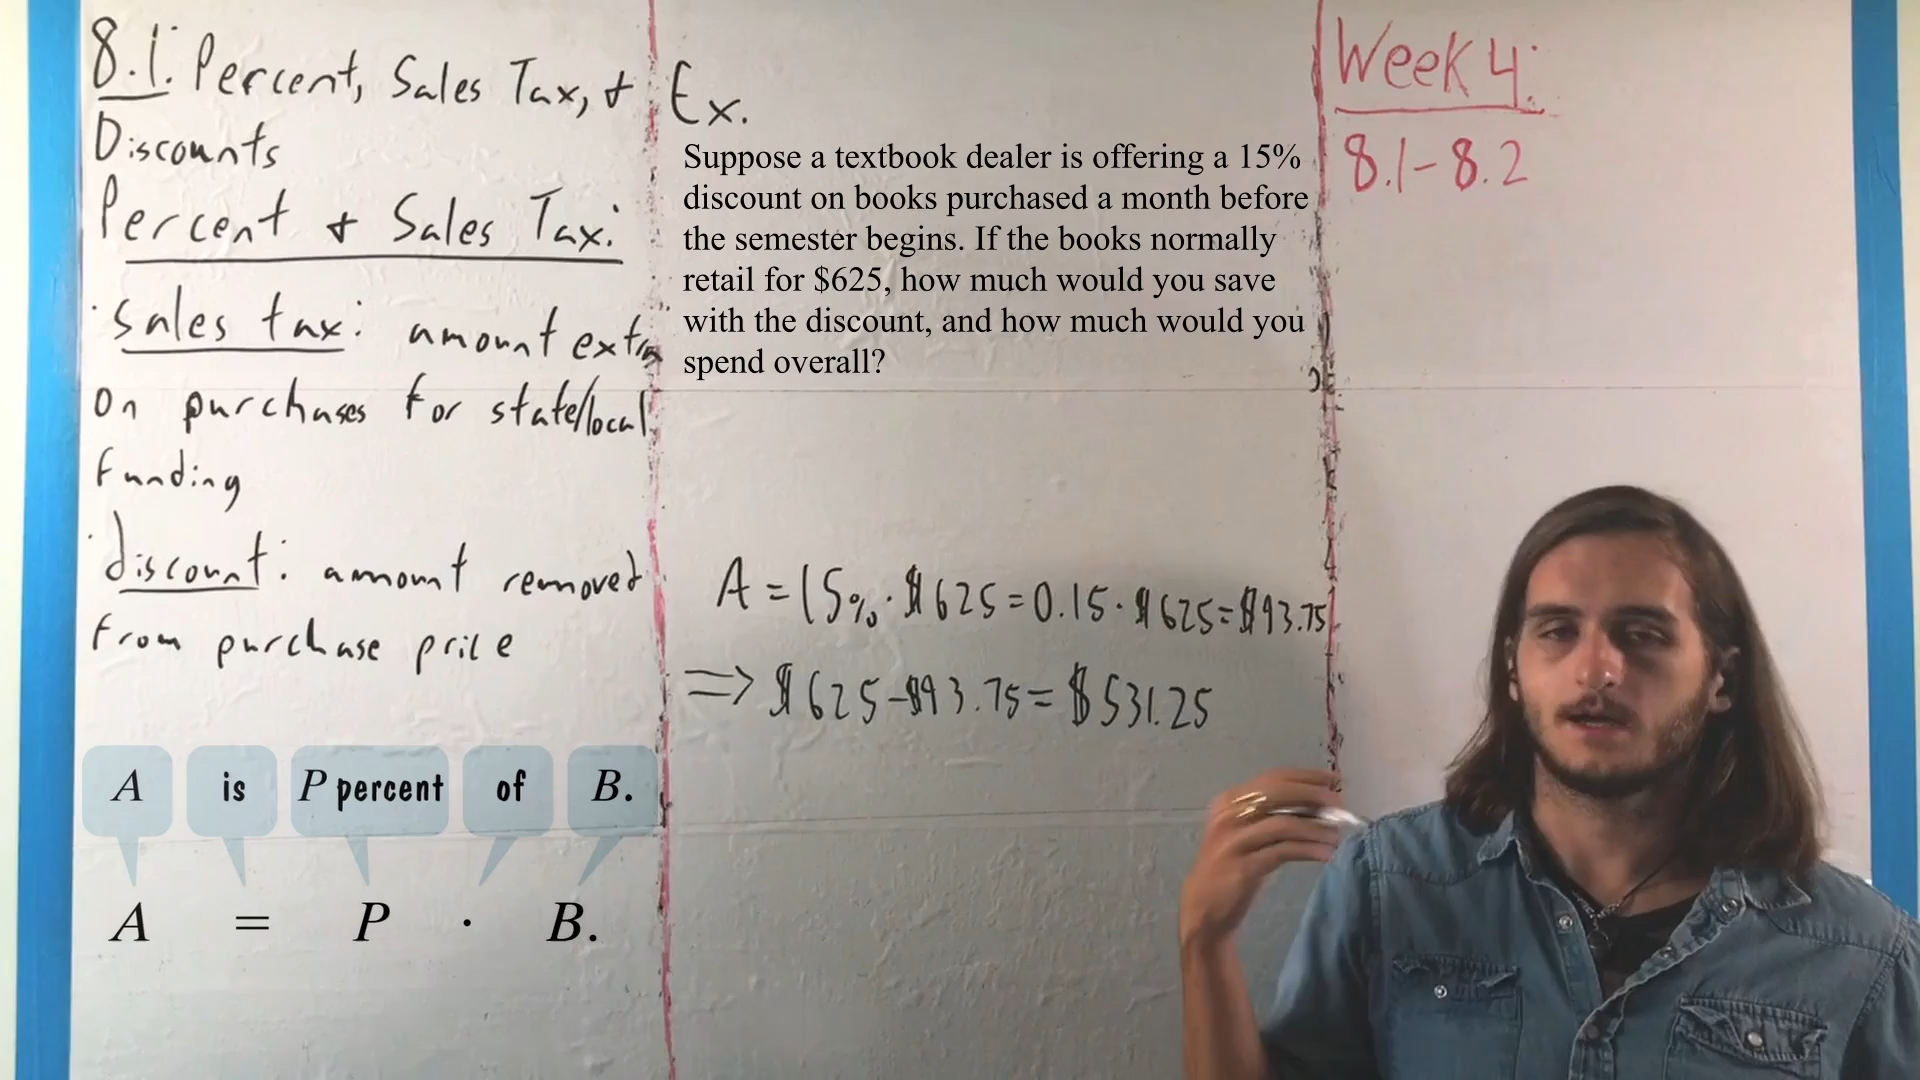 8.1: Percent, Sales Tax, +
Discounts
Percent + Sales Tax:
· sales tax: amount extra
on purchases for state/local
funding
· discount: amount removed
from purchase price
A is P percent of B.
A = P · B.
Ex.
Suppose a textbook dealer is offering a 15%
discount on books purchased a month before
the semester begins. If the books normally
retail for $625, how much would you save
with the discount, and how much would you
spend overall?
A = 15% · $625 = 0.15 · $625 = $93.75
⇒ $625 - $93.75 = $531.25
Week 4:
8.1-8.2